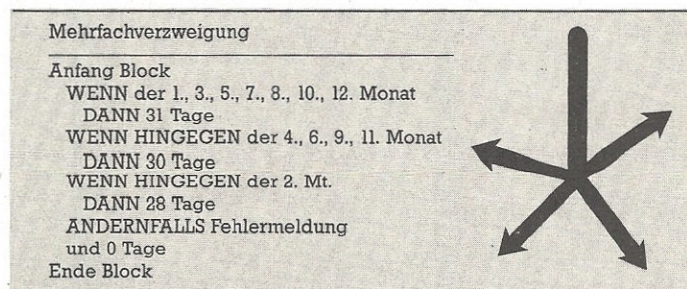 Mehrfachverzweigung
Anfang Block
WENN der 1., 3., 5., 7., 8., 10., 12. Monat
DANN 31 Tage
WENN HINGEGEN der 4., 6., 9., 11. Monat
DANN 30 Tage
WENN HINGEGEN der 2. Mt.
DANN 28 Tage
ANDERNFALLS Fehlermeldung
und 0 Tage
Ende Block